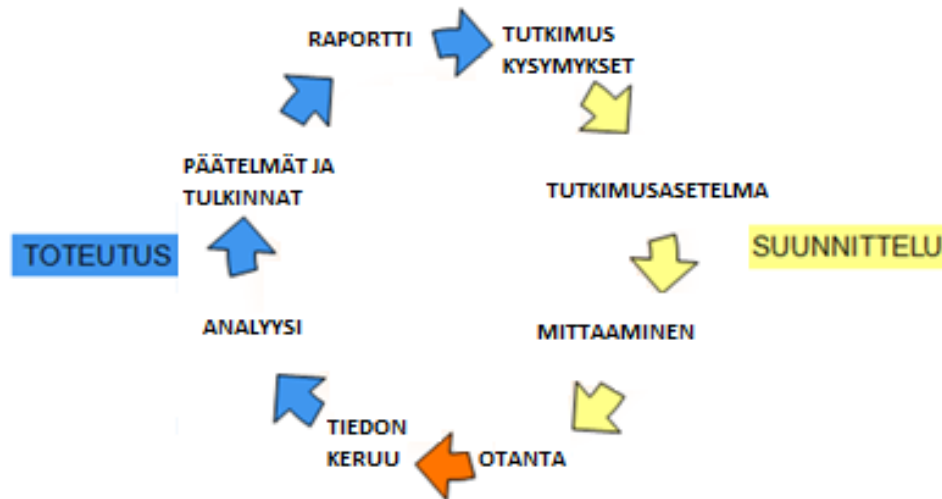 RAPORTTI
TUTKIMUS
KYSYMYKSET
TUTKIMUSASETELMA
SUUNNITTELU
MITTAAMINEN
OTANTA
TIEDON
KERUU
ANALYYSI
TOTEUTUS
PÄÄTELMÄT JA
TULKINNAT